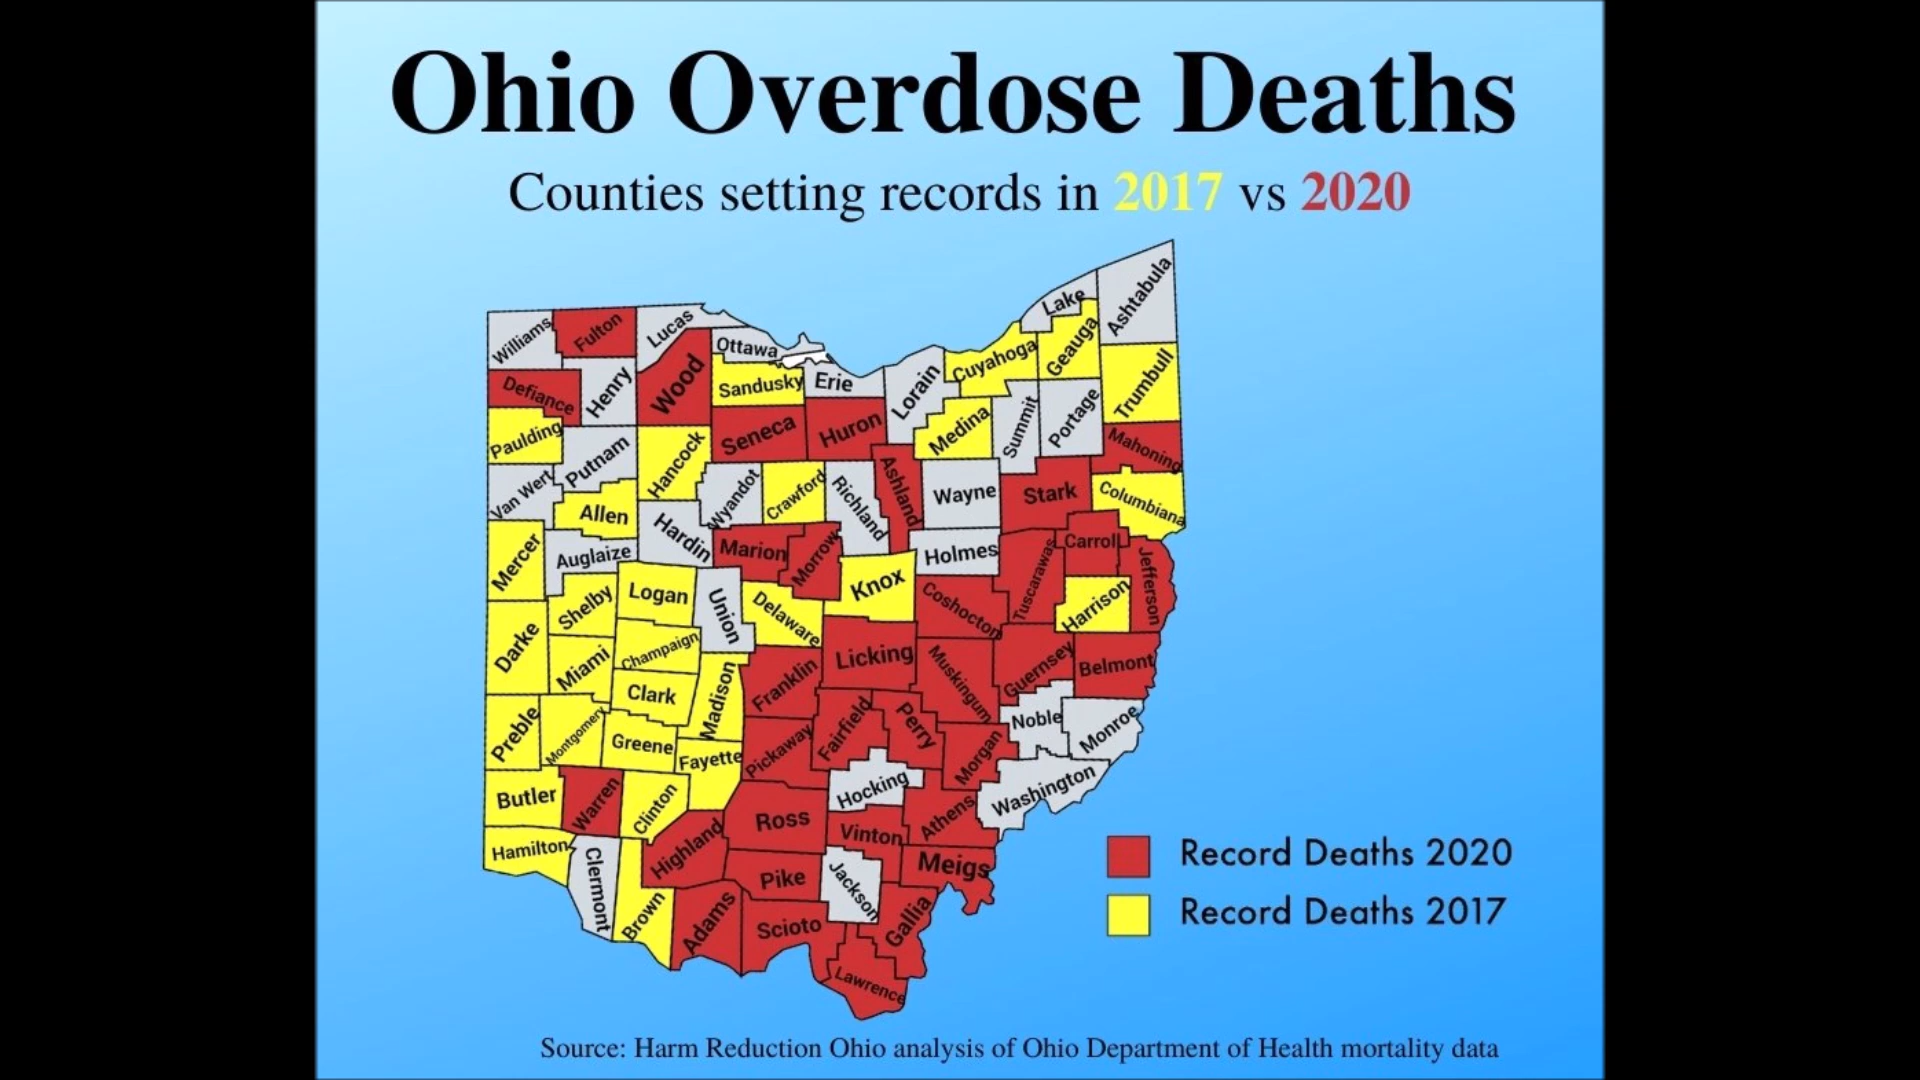 Ohio Overdose Deaths
Counties setting records in 2017 vs 2020
Williams
Fulton
Lucas
Ottawa
Lake
Ashtabula
Defiance
Henry
Wood
Sandusky
Erie
Lorain
Cuyahoga
Geauga
Trumbull
Paulding
Putnam
Hancock
Seneca
Huron
Medina
Summit
Portage
Mahoning
Van Wert
Allen
Wyandot
Crawford
Richland
Ashland
Wayne
Stark
Columbiana
Mercer
Auglaize
Hardin
Marion
Morrow
Knox
Holmes
Tuscarawas
Carroll
Jefferson
Darke
Shelby
Logan
Union
Delaware
Coshocton
Harrison
Miami
Champaign
Clark
Madison
Franklin
Licking
Muskingum
Guernsey
Belmont
Preble
Montgomery
Greene
Fayette
Pickaway
Fairfield
Perry
Morgan
Noble
Monroe
Butler
Warren
Clinton
Ross
Hocking
Athens
Washington
Hamilton
Clermont
Highland
Vinton
Meigs
Brown
Adams
Pike
Jackson
Scioto
Gallia
Lawrence
Record Deaths 2020
Record Deaths 2017
Source: Harm Reduction Ohio analysis of Ohio Department of Health mortality data